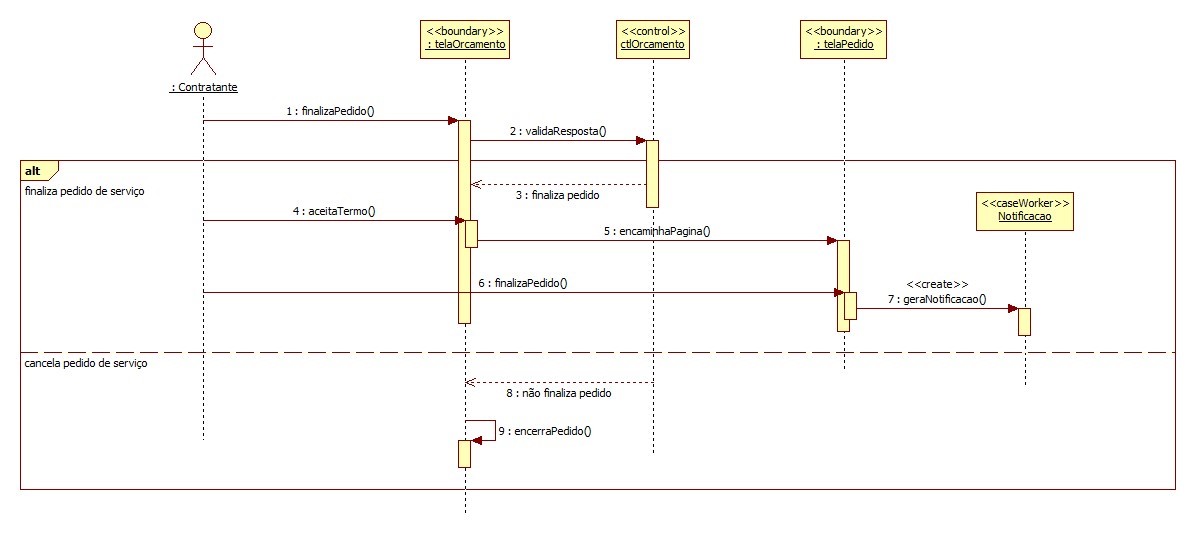 <<boundary>>
: telaOrcamento
<<control>>
ctlOrcamento
<<boundary>>
: telaPedido
: Contratante
1 : finalizaPedido()
2 : validaResposta()
alt
finaliza pedido de serviço
3 : finaliza pedido
4 : aceitaTermo()
<<caseWorker>>
Notificacao
5 : encaminhaPagina()
6 : finalizaPedido()
<<create>>
7 : geraNotificacao()
cancela pedido de serviço
8 : não finaliza pedido
9 : encerraPedido()